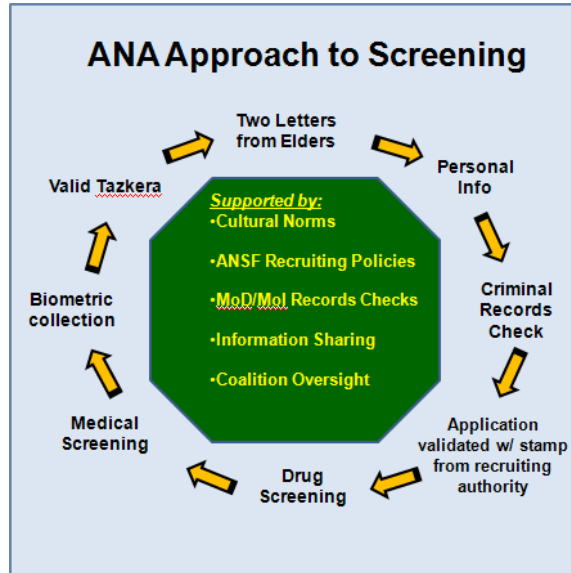 ANA Approach to Screening
Two Letters
from Elders
Personal
Info
Criminal
Records
Check
Application
validated w/ stamp
from recruiting
authority
Drug
Screening
Medical
Screening
Biometric
collection
Valid Tazkera
Supported by:
•Cultural Norms
•ANSF Recruiting Policies
•MoD/MoI Records Checks
•Information Sharing
•Coalition Oversight